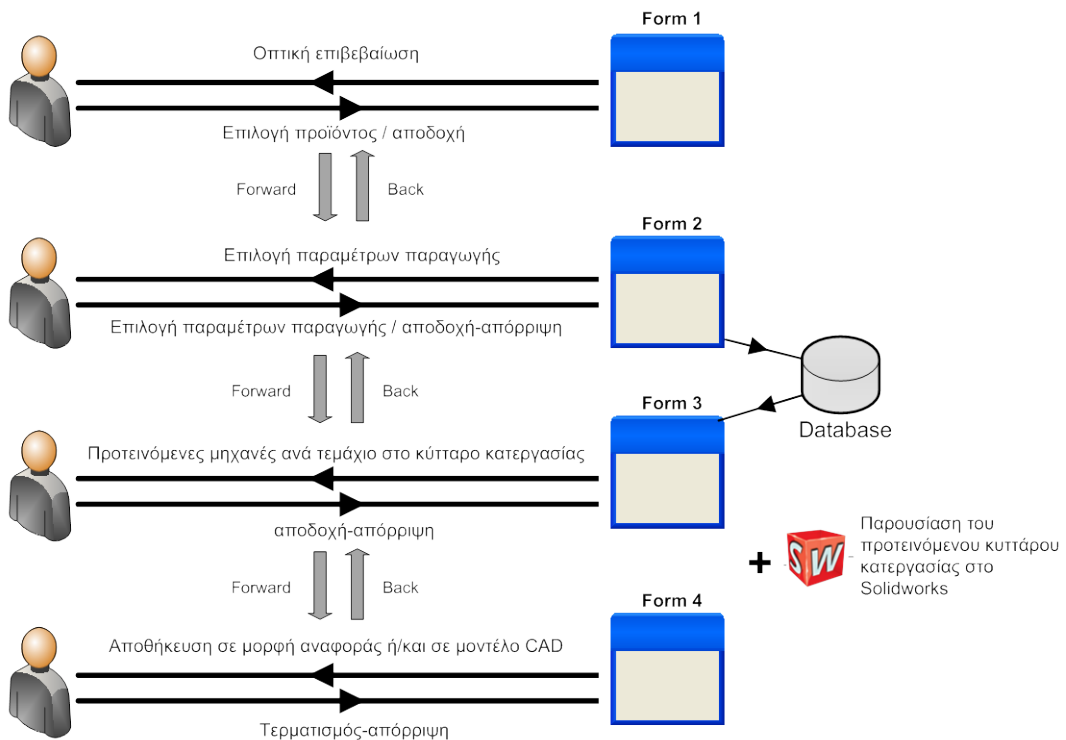 Form 1
Οπτική επιβεβαίωση
Επιλογή προϊόντος / αποδοχή
Forward
Back
Form 2
Επιλογή παραμέτρων παραγωγής
Επιλογή παραμέτρων παραγωγής / αποδοχή-απόρριψη
Forward
Back
Database
Form 3
Προτεινόμενες μηχανές ανά τεμάχιο στο κύτταρο κατεργασίας
αποδοχή-απόρριψη
+
SW
Παρουσίαση του
προτεινόμενου κυττάρου
κατεργασίας στο
Solidworks
Forward
Back
Form 4
Αποθήκευση σε μορφή αναφοράς ή/και σε μοντέλο CAD
Τερματισμός-απόρριψη